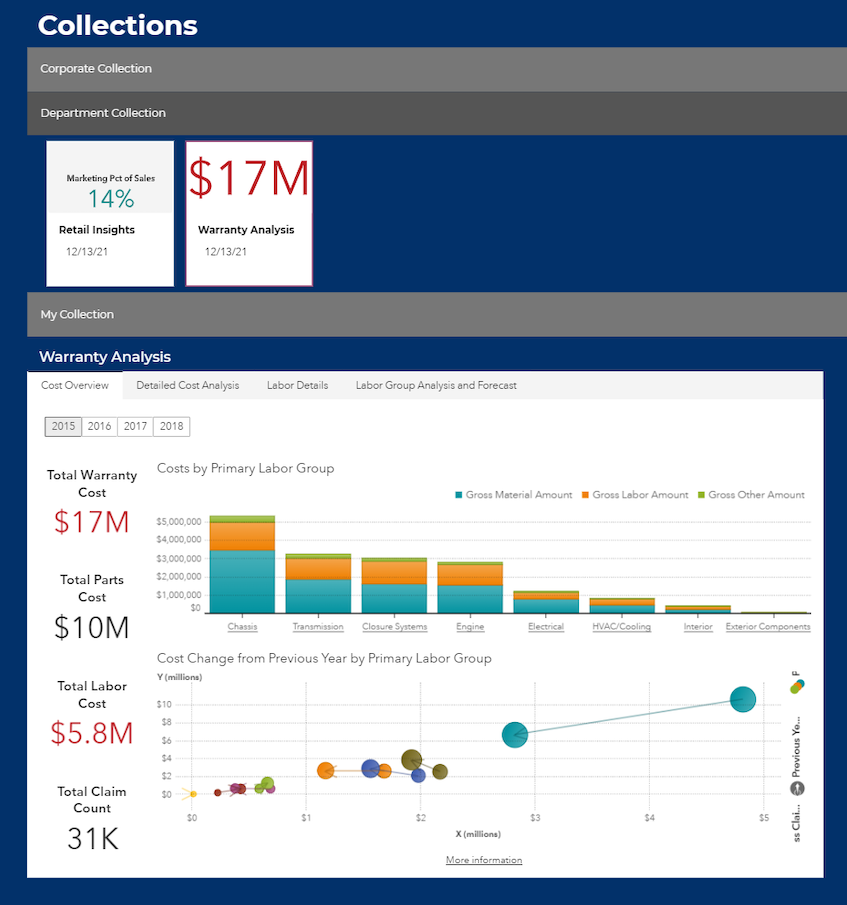 Collections
Corporate Collection
Department Collection
Marketing Pct of Sales
14%
Retail Insights
12/13/21
$17M
Warranty Analysis
12/13/21
My Collection
Warranty Analysis
Cost Overview
Detailed Cost Analysis
Labor Details
Labor Group Analysis and Forecast
2015
2016
2017
2018
Total Warranty
Cost
$17M
Total Parts
Cost
$10M
Total Labor
Cost
$5.8M
Total Claim
Count
31K
Costs by Primary Labor Group
Gross Material Amount
Gross Labor Amount
Gross Other Amount
$5,000,000
$4,000,000
$3,000,000
$2,000,000
$1,000,000
$0
Chassis
Transmission
Closure Systems
Engine
Electrical
HVAC/Cooling
Interior
Exterior Components
Cost Change from Previous Year by Primary Labor Group
Y (millions)
$10
$8
$6
$4
$2
$0
$0
$1
$2
$3
$4
$5
X (millions)
Previous Ye...
ss Clai...
More information